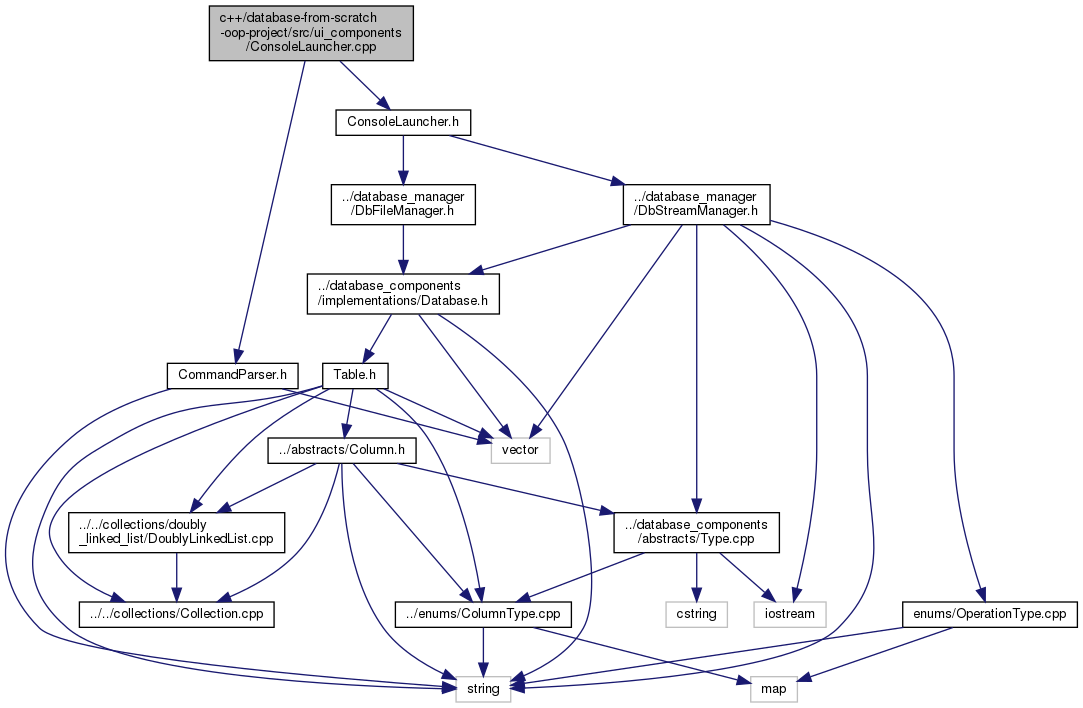 c++/database-from-scratch
-oop-project/src/ui_components
/ConsoleLauncher.cpp
ConsoleLauncher.h
../database_manager
/DbFileManager.h
../database_manager
/DbStreamManager.h
../database_components
/implementations/Database.h
CommandParser.h
Table.h
../abstracts/Column.h
vector
../../collections/doubly
_linked_list/DoublyLinkedList.cpp
../database_components
/abstracts/Type.cpp
../../collections/Collection.cpp
../enums/ColumnType.cpp
cstring
iostream
enums/OperationType.cpp
string
map